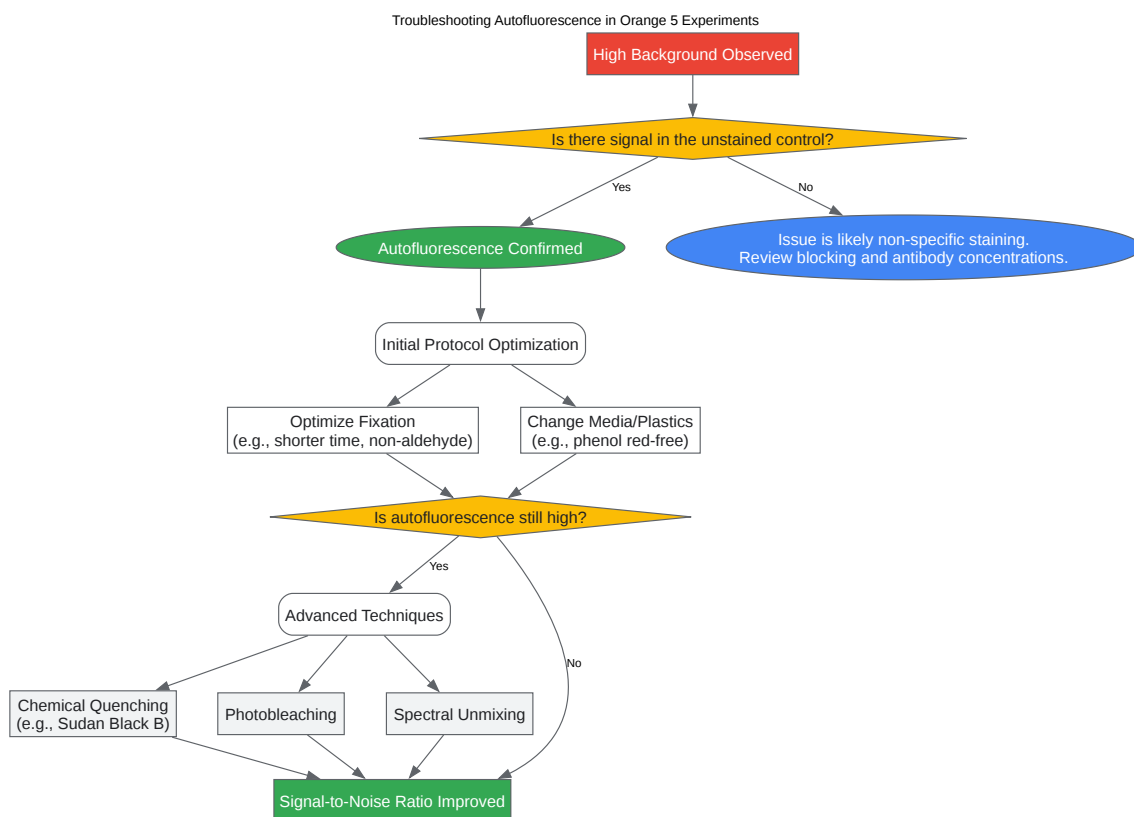 Troubleshooting Autofluorescence in Orange 5 Experiments
High Background Observed
Is there signal in the unstained control?
Yes
No
Autofluorescence Confirmed
Issue is likely non-specific staining.
Review blocking and antibody concentrations.
Initial Protocol Optimization
Optimize Fixation
(e.g., shorter time, non-aldehyde)
Change Media/Plastics
(e.g., phenol red-free)
Is autofluorescence still high?
Yes
Advanced Techniques
No
Chemical Quenching
(e.g., Sudan Black B)
Photobleaching
Spectral Unmixing
Signal-to-Noise Ratio Improved